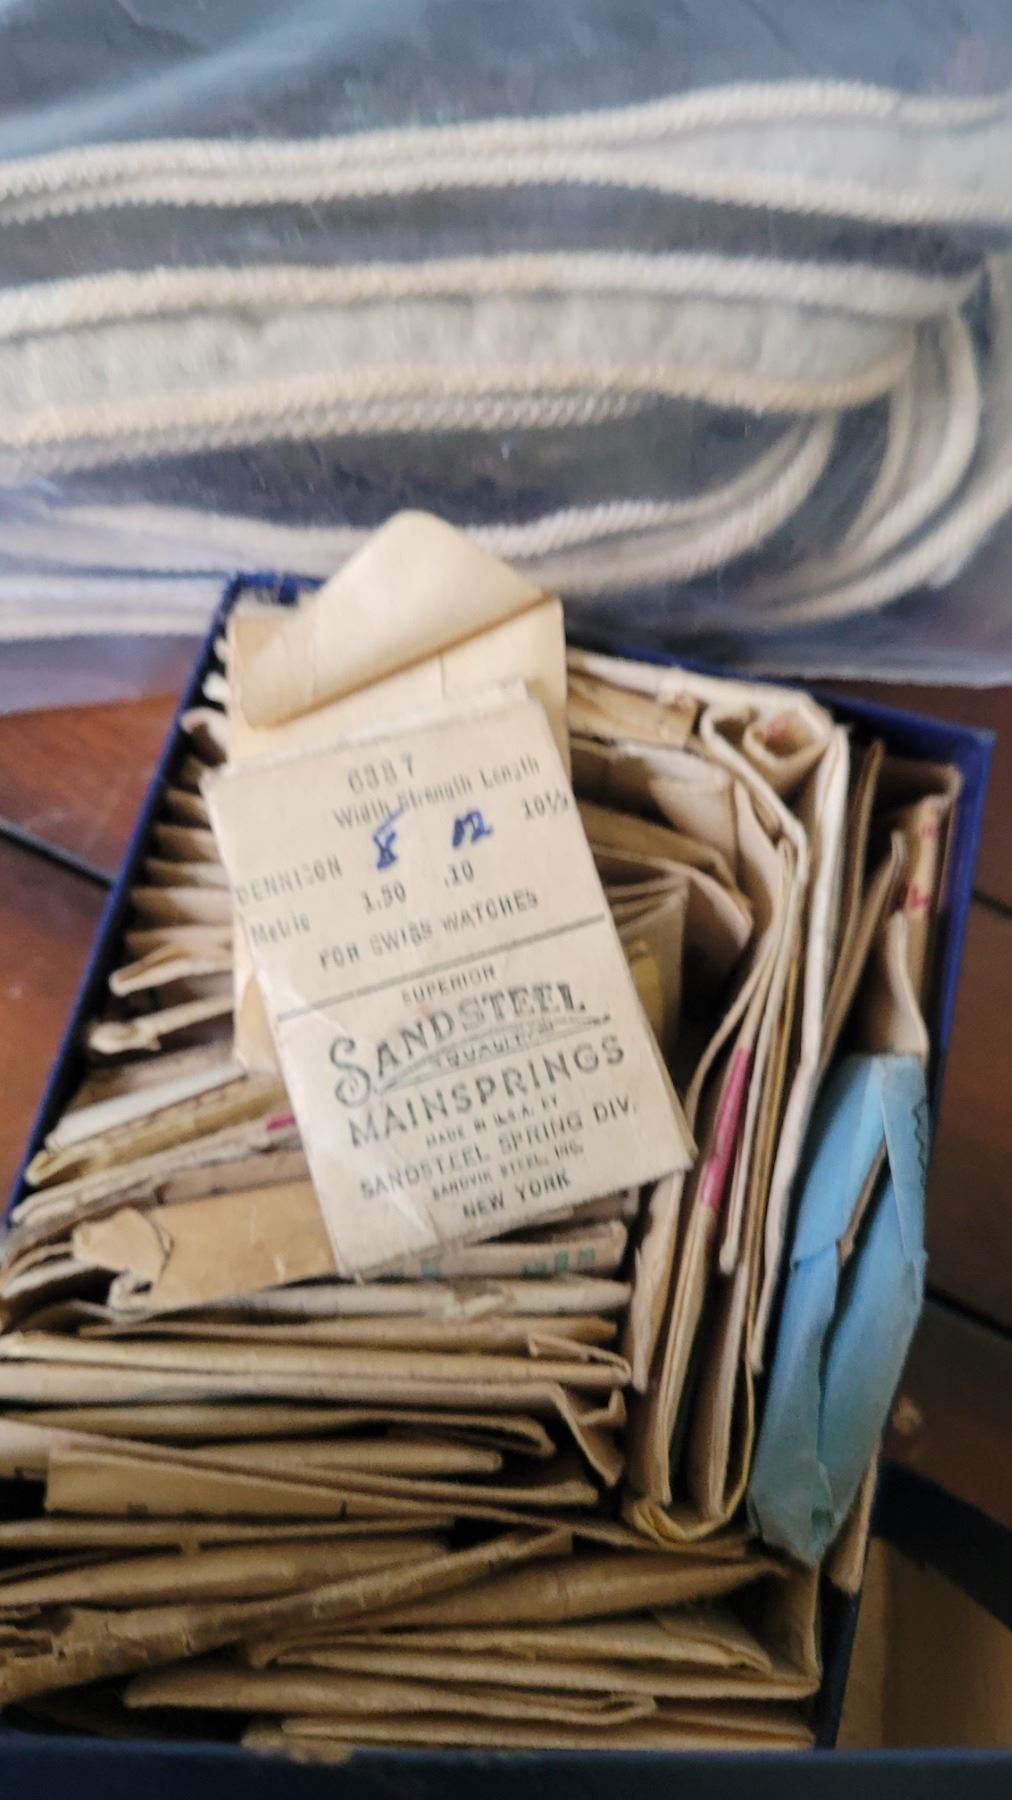 6387
Width Strength Length
DENNISON 8 12 10½
Metric 1.50 .10
FOR SWISS WATCHES
SUPERIOR
SANDSTEEL
QUALITY
MAINSPRINGS
MADE IN U.S.A. BY
SANDSTEEL SPRING DIV.
SANDVIK STEEL, INC.
NEW YORK